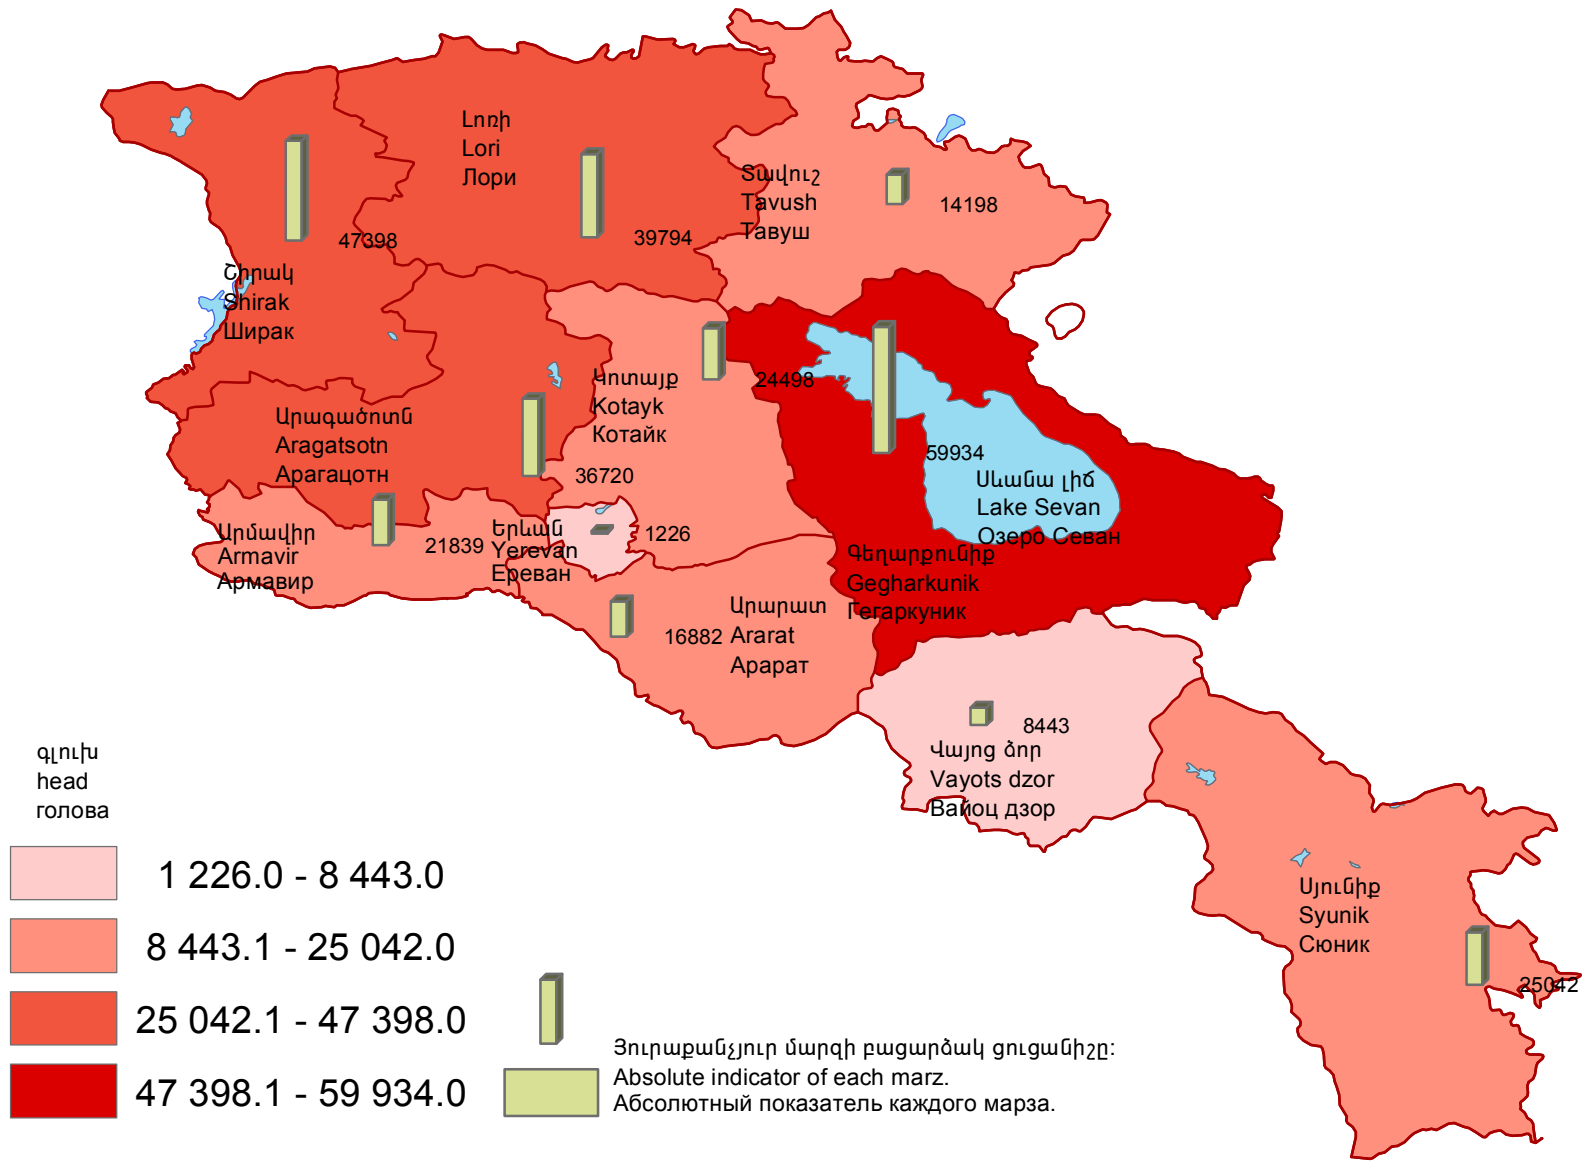 Լոռի
Lori
Лори
39794
47398
Շիրակ
Shirak
Ширак
Տավուշ
Tavush
Тавуш
14198
Կոտայք
Kotayk
Котайк
24498
Արագածոտն
Aragatsotn
Арагацотн
36720
59934
Սևանա լիճ
Lake Sevan
Озеро Севан
Արմավիր
Armavir
Армавир
21839
Երևան
Yerevan
Ереван
1226
Գեղարքունիք
Gegharkunik
Гегаркуник
16882
Արարատ
Ararat
Арарат
8443
Վայոց ձոր
Vayots dzor
Вайоц дзор
Սյունիք
Syunik
Сюник
25042
գլուխ
head
голова
1 226.0 - 8 443.0
8 443.1 - 25 042.0
25 042.1 - 47 398.0
47 398.1 - 59 934.0
Յուրաքանչյուր մարզի բացարձակ ցուցանիշը:
Absolute indicator of each marz.
Абсолютный показатель каждого марза.